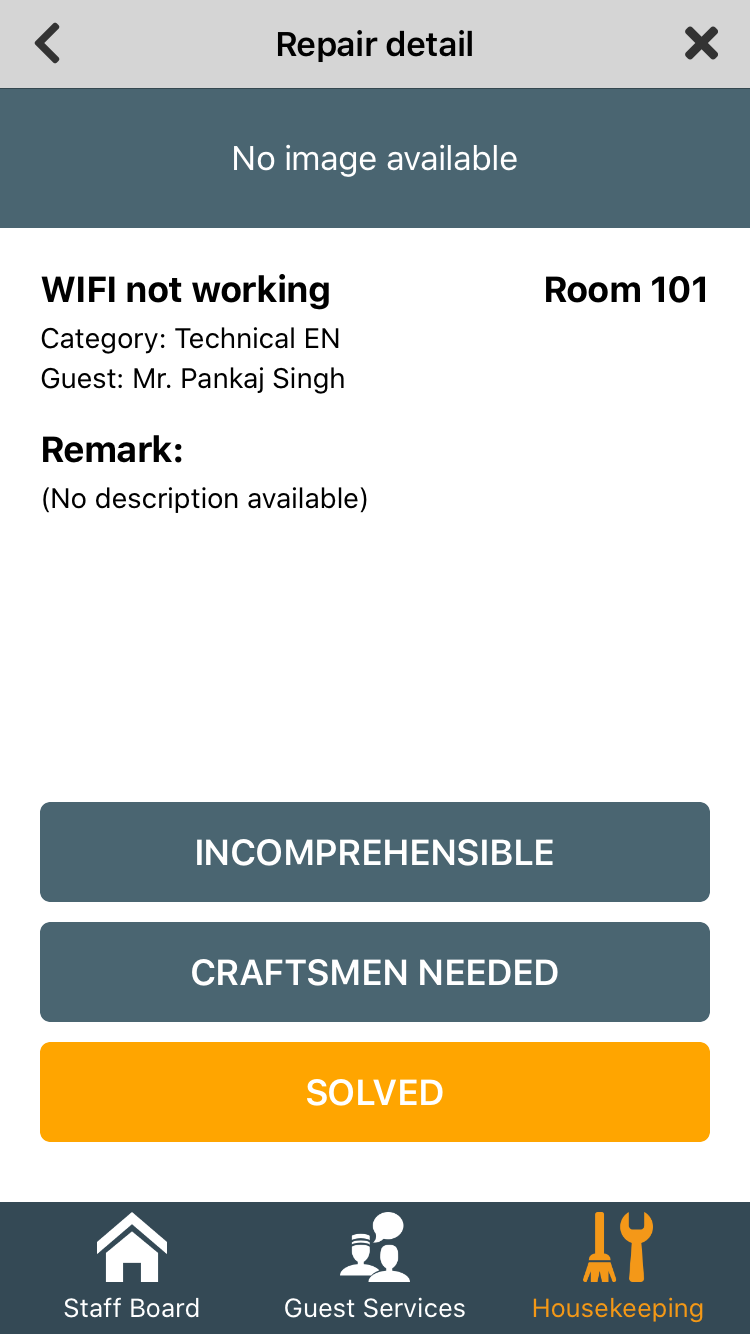 Repair detail
No image available
WIFI not working
Room 101
Category: Technical EN
Guest: Mr. Pankaj Singh
Remark:
(No description available)
INCOMPREHENSIBLE
CRAFTSMEN NEEDED
SOLVED
Staff Board
Guest Services
Housekeeping